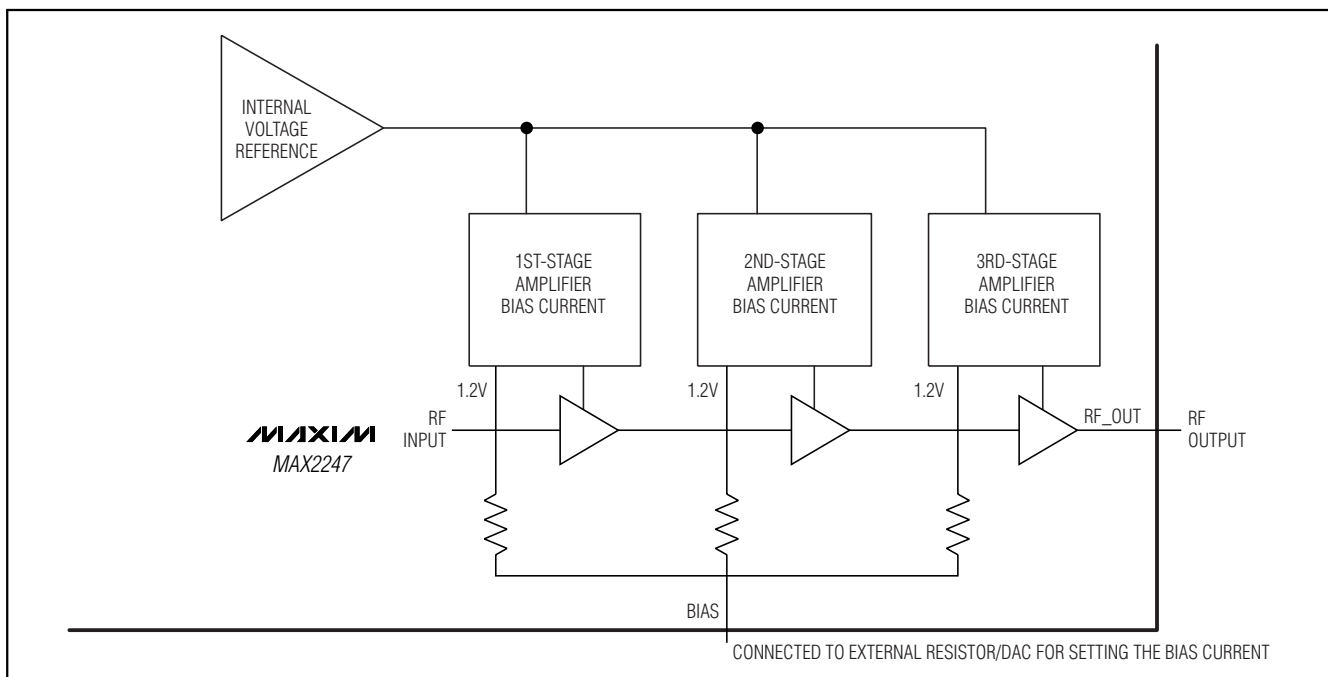 INTERNAL
VOLTAGE
REFERENCE
1ST-STAGE
AMPLIFIER
BIAS CURRENT
2ND-STAGE
AMPLIFIER
BIAS CURRENT
3RD-STAGE
AMPLIFIER
BIAS CURRENT
1.2V
1.2V
1.2V
RF
INPUT
RF_OUT
RF
OUTPUT
MAXIM
MAX2247
BIAS
CONNECTED TO EXTERNAL RESISTOR/DAC FOR SETTING THE BIAS CURRENT